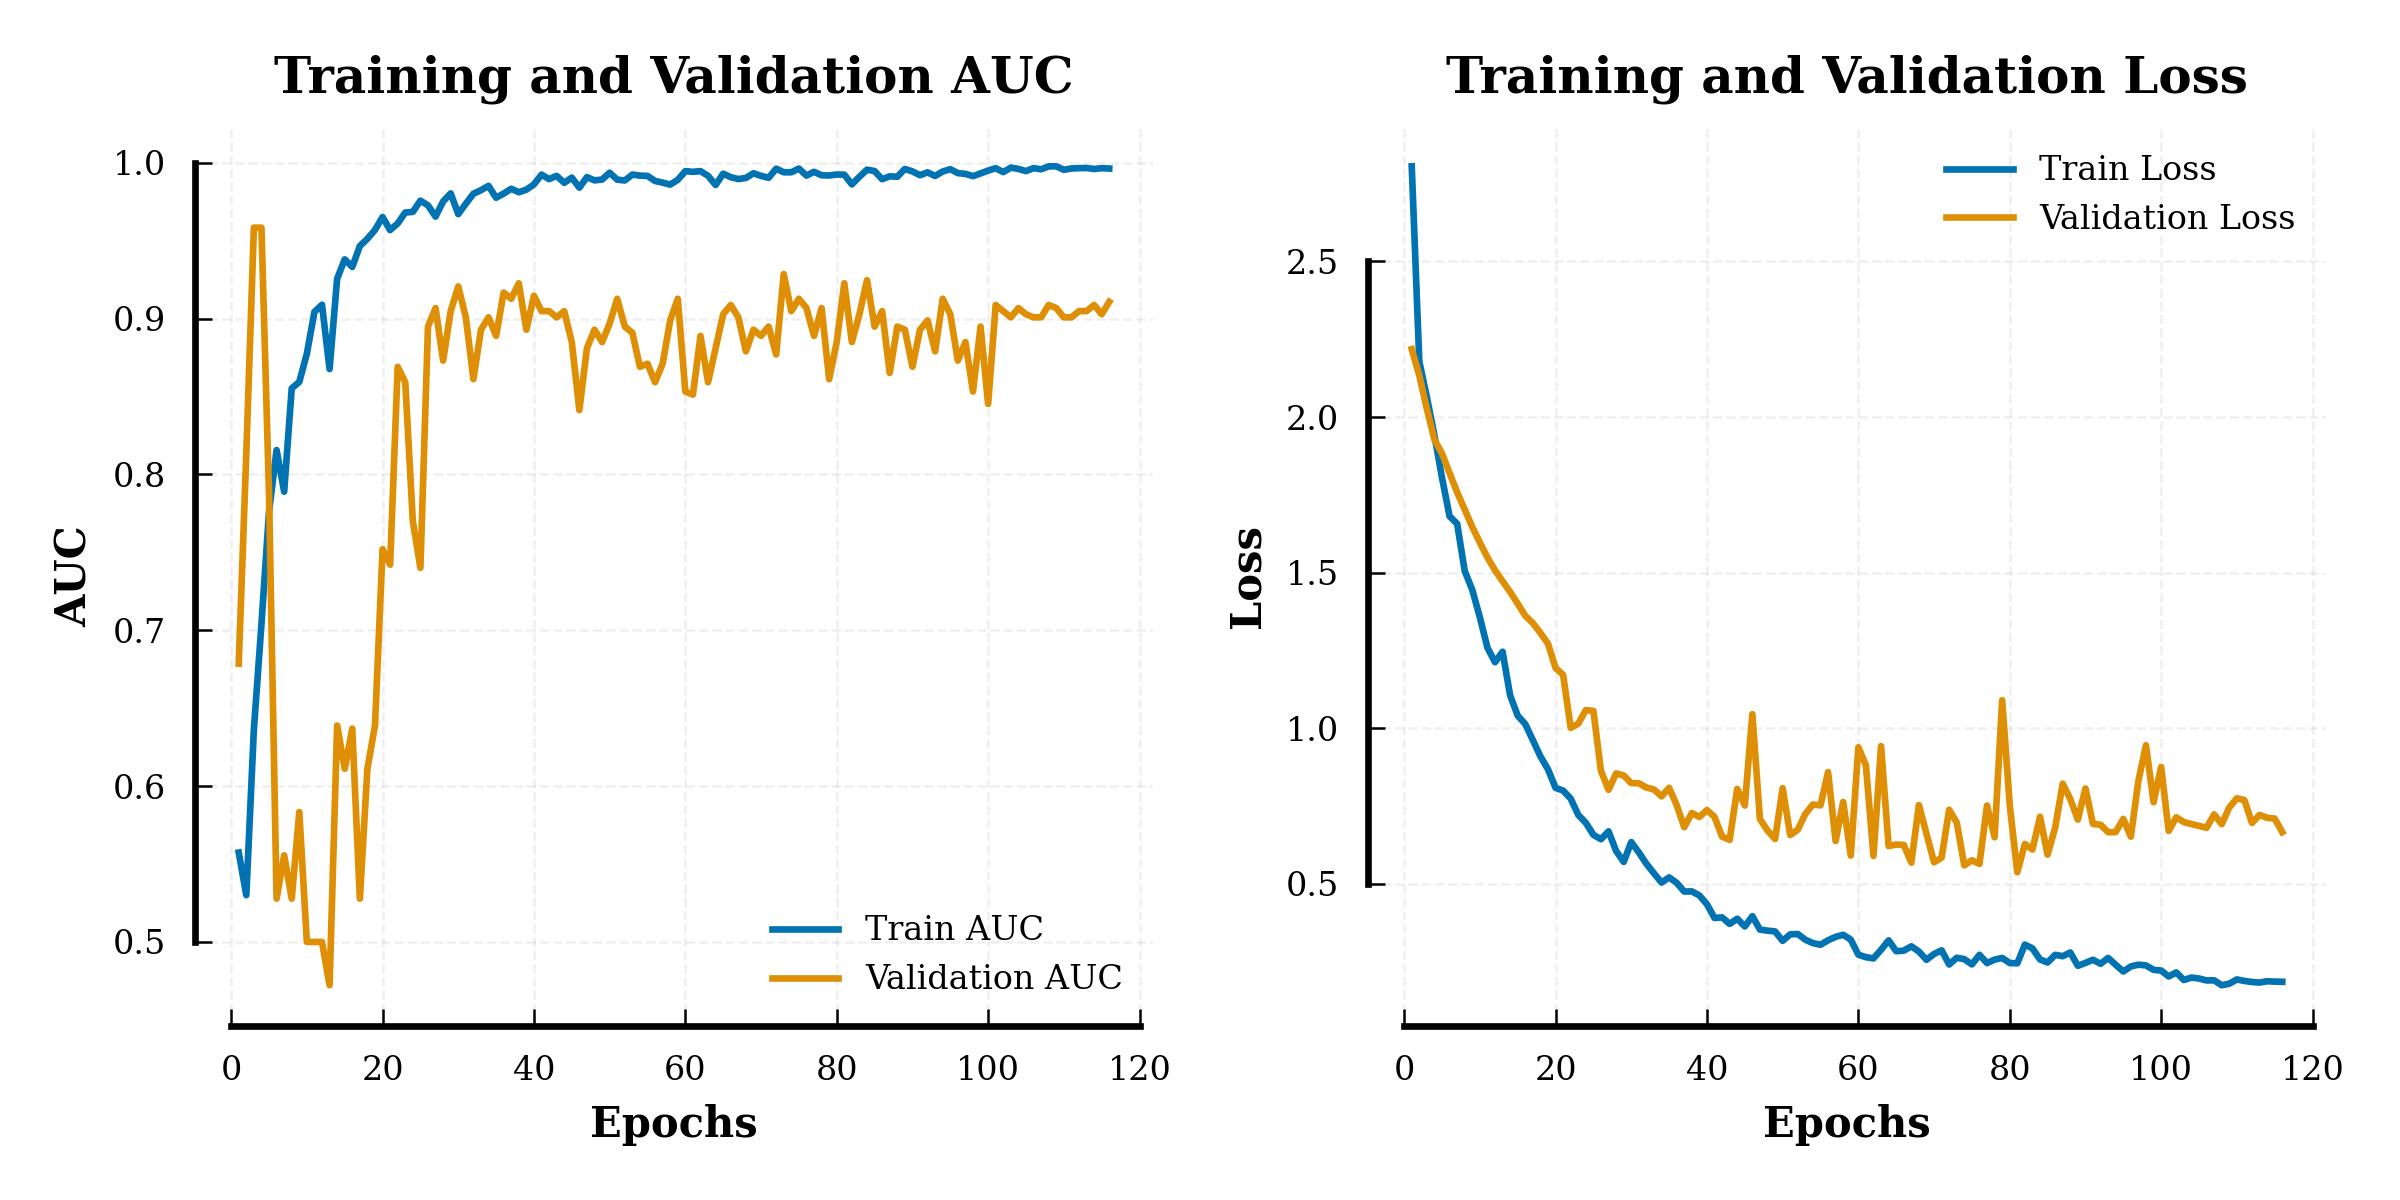 Training and Validation AUC
1.0
0.9
0.8
0.7
0.6
0.5
AUC
Train AUC
Validation AUC
0 20 40 60 80 100 120
Epochs
Training and Validation Loss
Train Loss
Validation Loss
2.5
2.0
1.5
1.0
0.5
Loss
0 20 40 60 80 100 120
Epochs